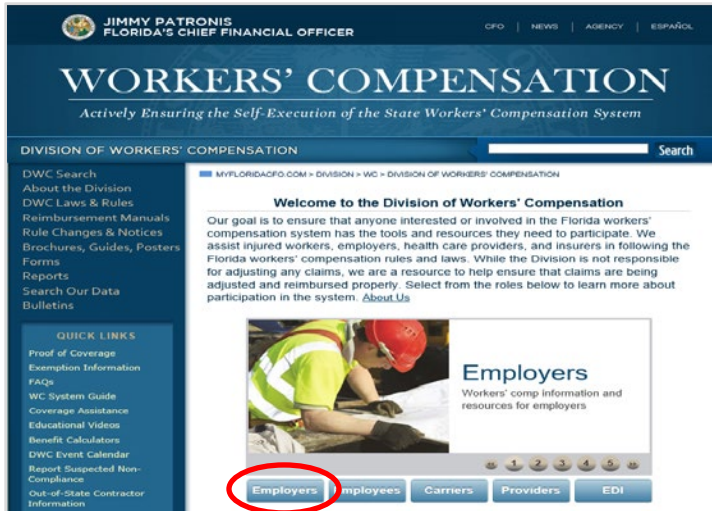 JIMMY PATRONIS
FLORIDA'S CHIEF FINANCIAL OFFICER
CFO | NEWS | AGENCY | ESPAÑOL
WORKERS' COMPENSATION
Actively Ensuring the Self-Execution of the State Workers' Compensation System
DIVISION OF WORKERS' COMPENSATION
Search
DWC Search
About the Division
DWC Laws & Rules
Reimbursement Manuals
Rule Changes & Notices
Brochures, Guides, Posters
Forms
Reports
Search Our Data
Bulletins
QUICK LINKS
Proof of Coverage
Exemption Information
FAQs
WC System Guide
Coverage Assistance
Educational Videos
Benefit Calculators
DWC Event Calendar
Report Suspected Non-
Compliance
Out-of-State Contractor
Information
MYFLORIDACFO.COM > DIVISION > WC > DIVISION OF WORKERS' COMPENSATION
Welcome to the Division of Workers' Compensation
Our goal is to ensure that anyone interested or involved in the Florida workers'
compensation system has the tools and resources they need to participate. We
assist injured workers, employers, health care providers, and insurers in following the
Florida workers' compensation rules and laws. While the Division is not responsible
for adjusting any claims, we are a resource to help ensure that claims are being
adjusted and reimbursed properly. Select from the roles below to learn more about
participation in the system. About Us
Employers
Workers' comp information and
resources for employers
« 1 2 3 4 5 »
Employers Employees Carriers Providers EDI